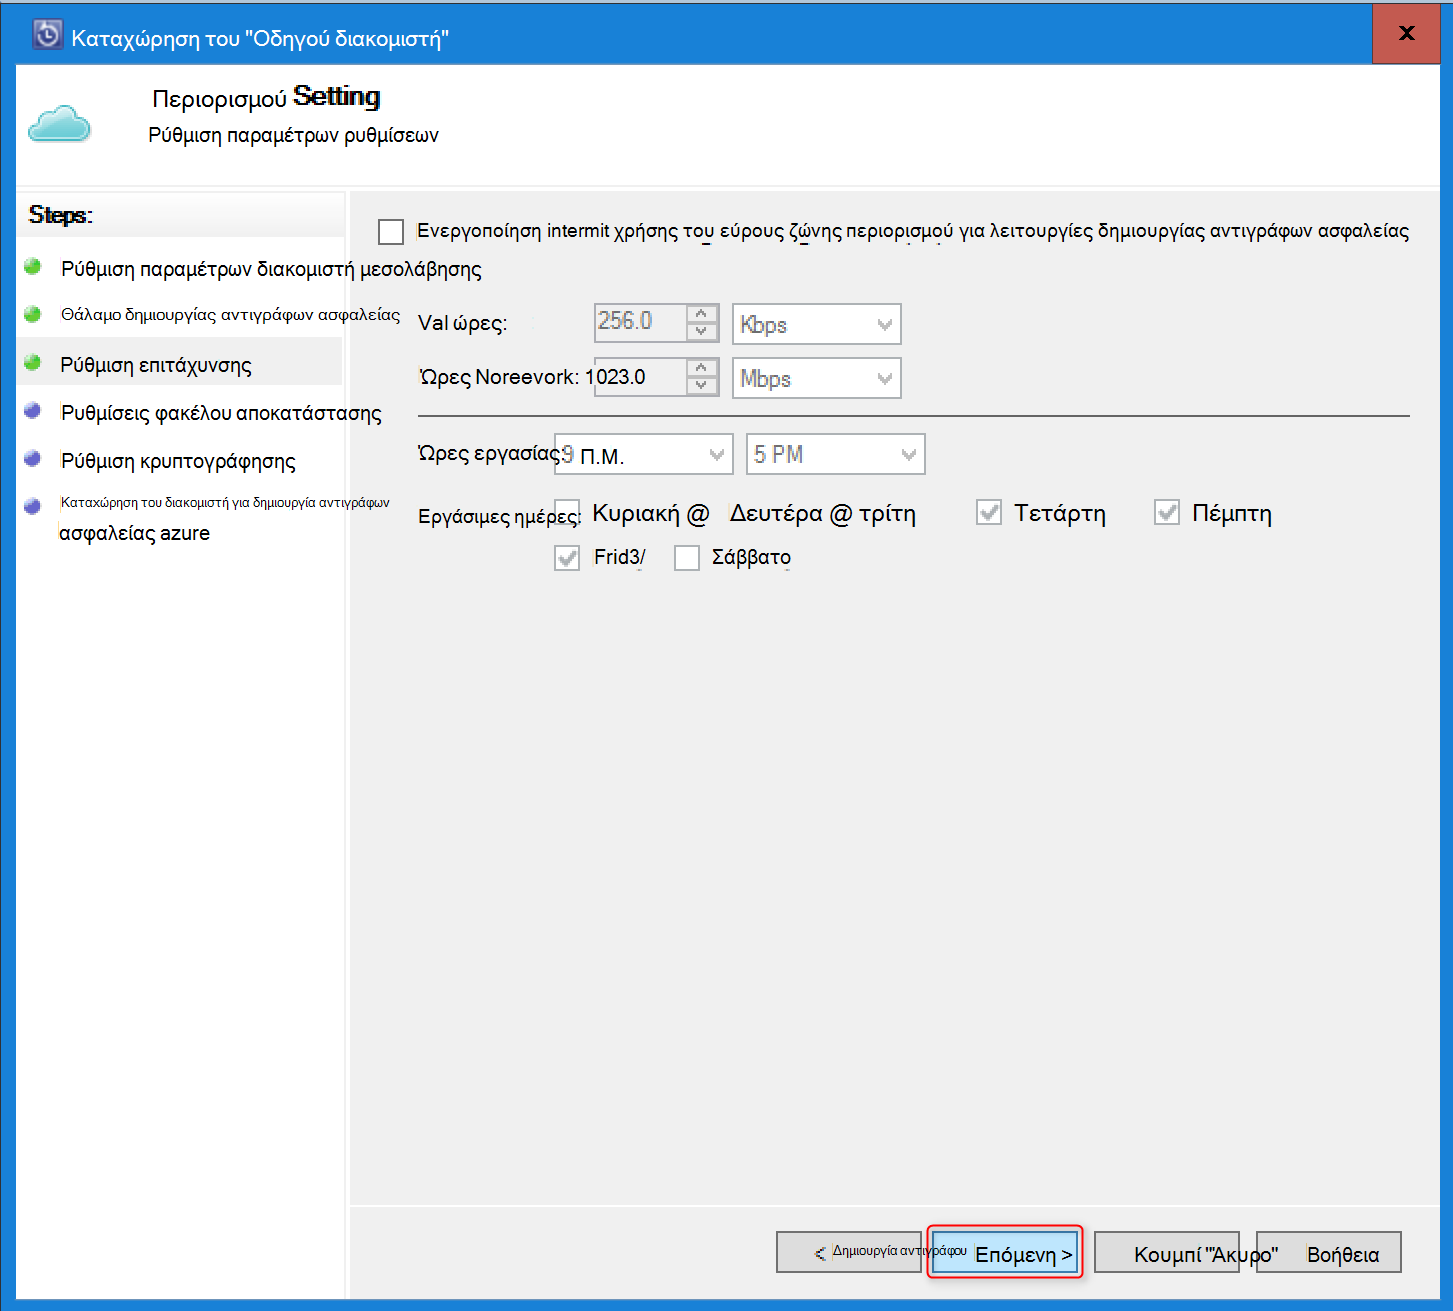 Καταχώρηση του "Οδηγού διακομιστή"
x
Περιορισμού Setting
Ρύθμιση παραμέτρων ρυθμίσεων
Steps:
Ρύθμιση παραμέτρων διακομιστή μεσολάβησης
Θάλαμο δημιουργίας αντιγράφων ασφαλείας
Ρύθμιση επιτάχυνσης
Ρυθμίσεις φακέλου αποκατάστασης
Ρύθμιση κρυπτογράφησης
Καταχώρηση του διακομιστή για δημιουργία αντιγράφων
ασφαλείας azure
Ενεργοποίηση intermit χρήσης του εύρους ζώνης περιορισμού για λειτουργίες δημιουργίας αντιγράφων ασφαλείας
Val ώρες: 256.0 Kbps
Ώρες Noreevork: 1023.0 Mbps
Ώρες εργασίας: 9 Π.Μ. 5 PM
Εργάσιμες ημέρες: Κυριακή @ Δευτέρα @ τρίτη Τετάρτη Πέμπτη
Frid3/ Σάββατο
< Δημιουργία αντιγράφου Επόμενη > Κουμπί "Άκυρο" Βοήθεια